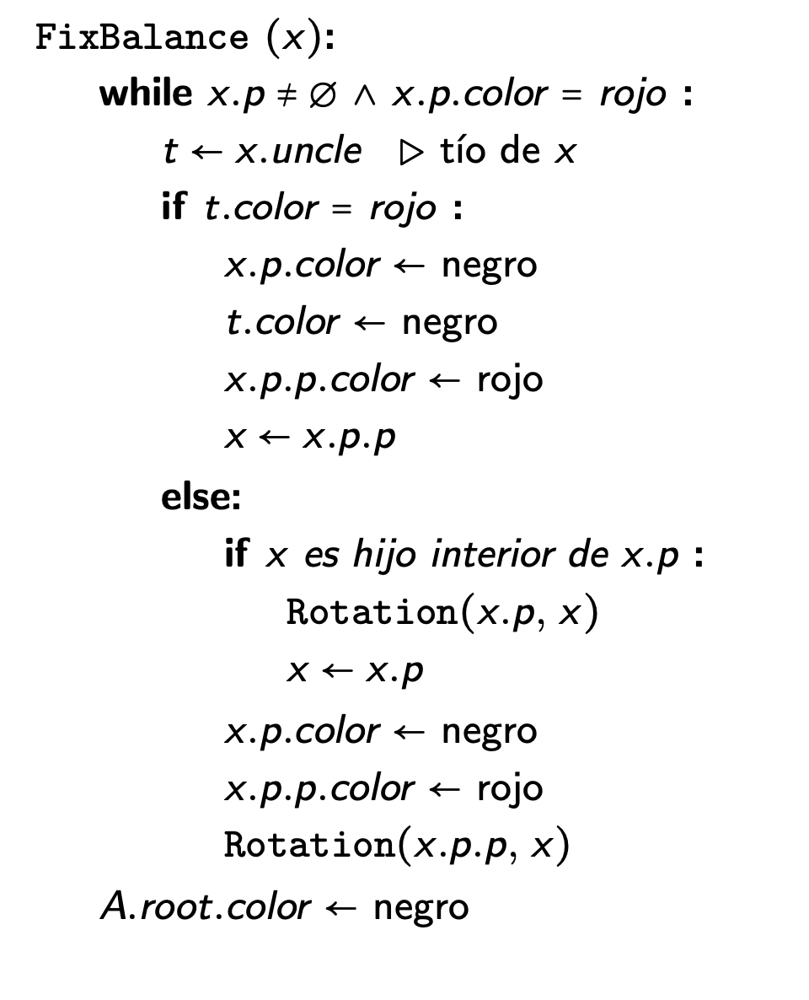 FixBalance (x):
while x.p ≠ ∅ ∧ x.p.color = rojo :
t ← x.uncle ▷ tío de x
if t.color = rojo :
x.p.color ← negro
t.color ← negro
x.p.p.color ← rojo
x ← x.p.p
else:
if x es hijo interior de x.p :
Rotation(x.p, x)
x ← x.p
x.p.color ← negro
x.p.p.color ← rojo
Rotation(x.p.p, x)
A.root.color ← negro